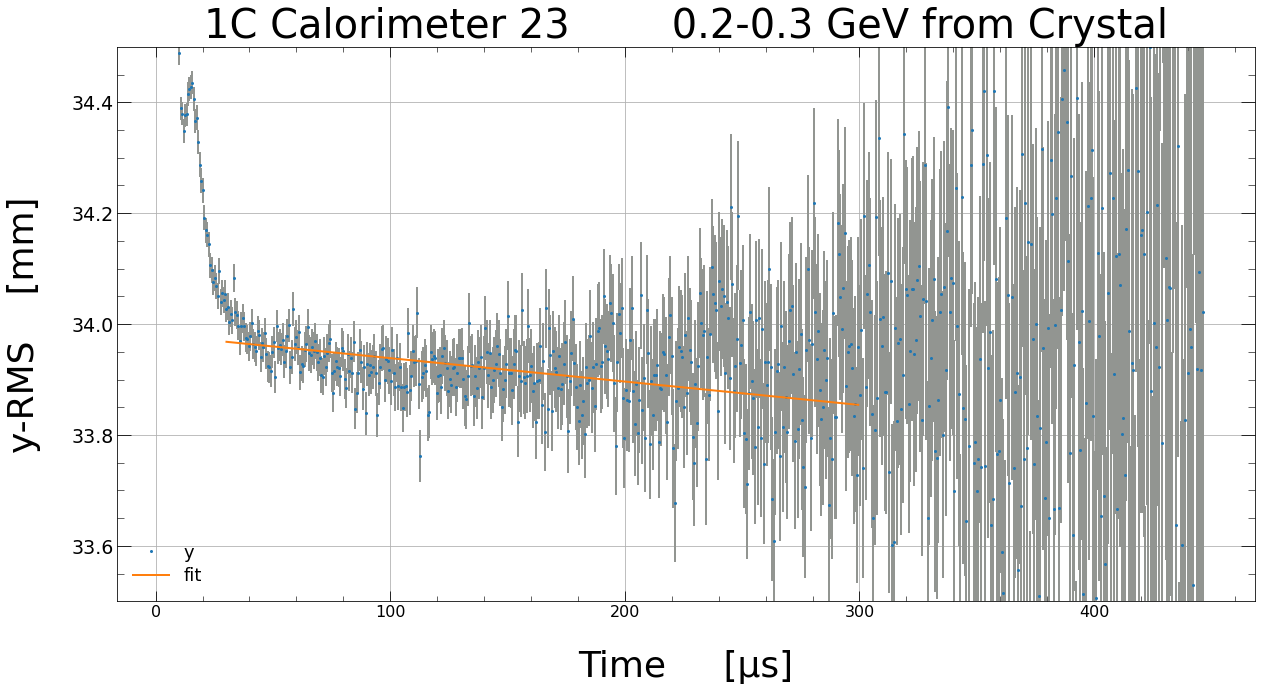 1C Calorimeter 23 0.2-0.3 GeV from Crystal
y-RMS [mm]
34.4
34.2
34.0
33.8
33.6
y
fit
0 100 200 300 400
Time [µs]